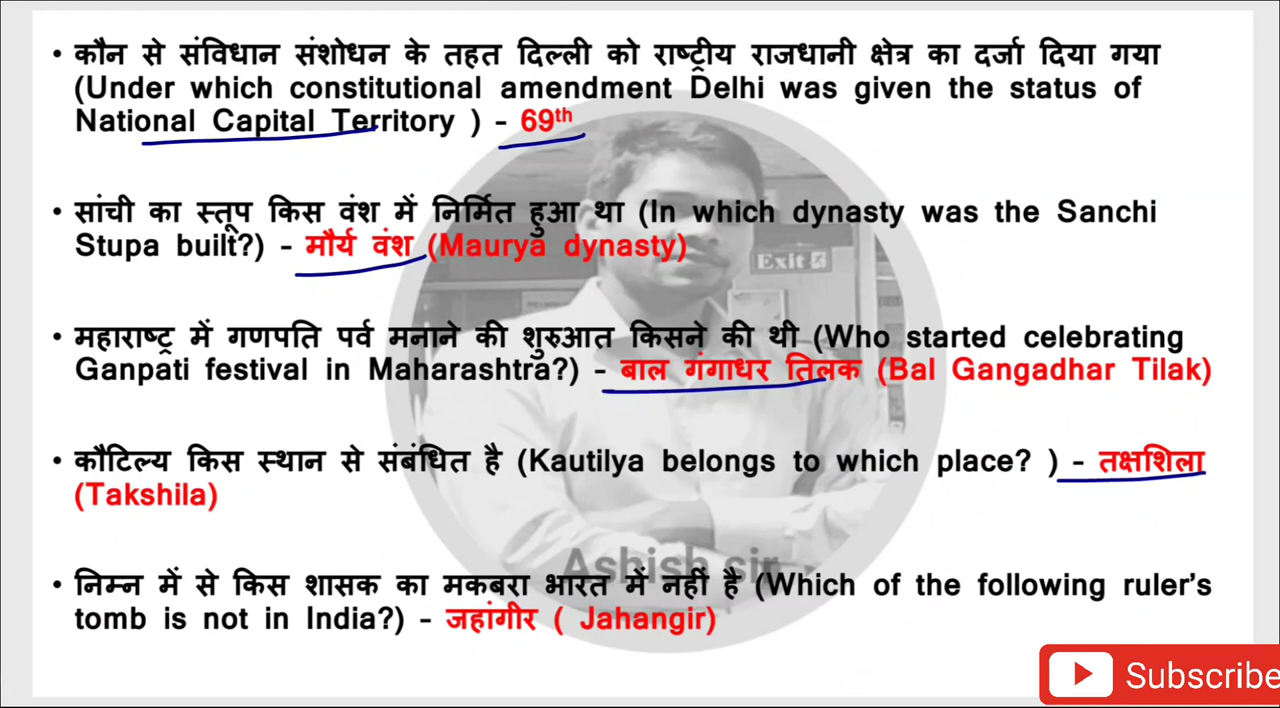 • कौन से संविधान संशोधन के तहत दिल्ली को राष्ट्रीय राजधानी क्षेत्र का दर्जा दिया गया
(Under which constitutional amendment Delhi was given the status of
National Capital Territory ) - 69th
• सांची का स्तूप किस वंश में निर्मित हुआ था (In which dynasty was the Sanchi
Stupa built?) - मौर्य वंश (Maurya dynasty)
Exit
• महाराष्ट्र में गणपति पर्व मनाने की शुरुआत किसने की थी (Who started celebrating
Ganpati festival in Maharashtra?) - बाल गंगाधर तिलक (Bal Gangadhar Tilak)
• कौटिल्य किस स्थान से संबंधित है (Kautilya belongs to which place? ) - तक्षशिला
(Takshila)
Ashish sir
• निम्न में से किस शासक का मकबरा भारत में नहीं है (Which of the following ruler's
tomb is not in India?) - जहांगीर ( Jahangir)
Subscribe